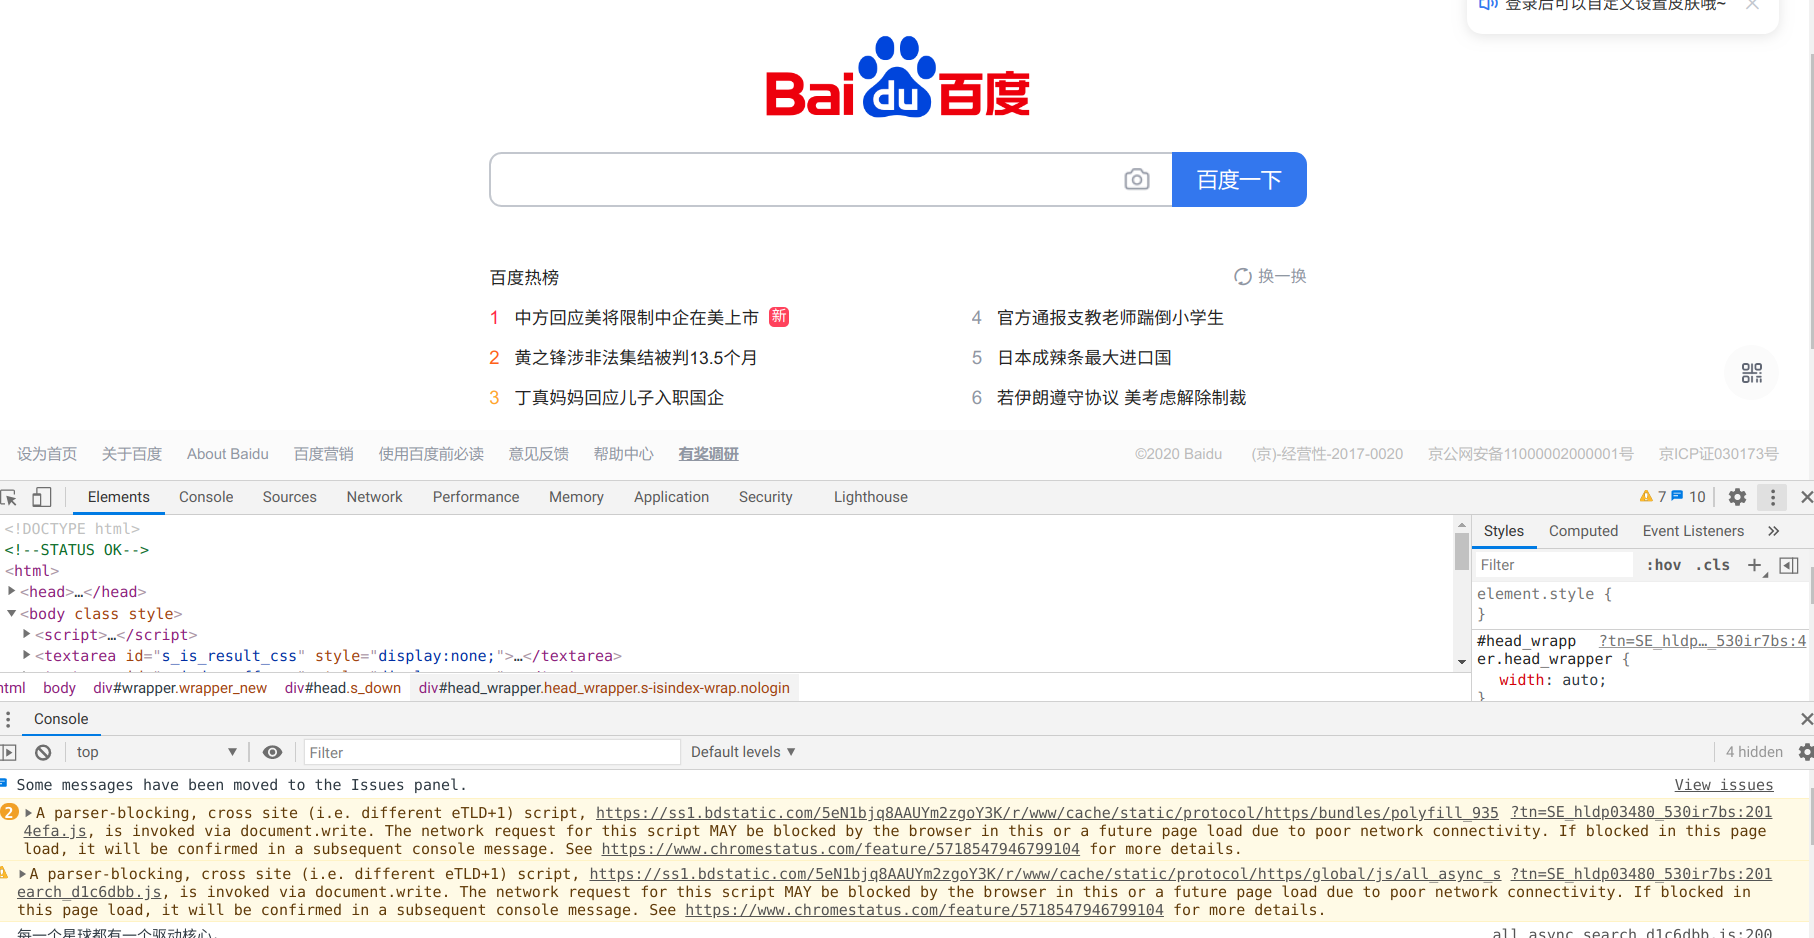 登录后可以自定义设置皮肤哦~
Bai du 百度
百度一下
百度热榜
换一换
1 中方回应美将限制中企在美上市 新
2 黄之锋涉非法集结被判13.5个月
3 丁真妈妈回应儿子入职国企
4 官方通报支教老师踹倒小学生
5 日本成辣条最大进口国
6 若伊朗遵守协议 美考虑解除制裁
设为首页 关于百度 About Baidu 百度营销 使用百度前必读 意见反馈 帮助中心 有奖调研 ©2020 Baidu (京)-经营性-2017-0020 京公网安备11000002000001号 京ICP证030173号
Elements Console Sources Network Performance Memory Application Security Lighthouse 7 10
<!DOCTYPE html>
<!--STATUS OK-->
<html>
<head>…</head>
<body class style>
<script>…</script>
<textarea id="s_is_result_css" style="display:none;">…</textarea>
html body div#wrapper.wrapper_new div#head.s_down div#head_wrapper.head_wrapper.s-isindex-wrap.nologin
Styles Computed Event Listeners »
Filter :hov .cls +
element.style {
}
#head_wrapp ?tn=SE_hldp…_530ir7bs:4
er.head_wrapper {
width: auto;
}
Console
top Filter Default levels 4 hidden
Some messages have been moved to the Issues panel. View issues
2 A parser-blocking, cross site (i.e. different eTLD+1) script, https://ss1.bdstatic.com/5eN1bjq8AAUYm2zgoY3K/r/www/cache/static/protocol/https/bundles/polyfill_935 ?tn=SE_hldp03480_530ir7bs:201
4efa.js, is invoked via document.write. The network request for this script MAY be blocked by the browser in this or a future page load due to poor network connectivity. If blocked in this page
load, it will be confirmed in a subsequent console message. See https://www.chromestatus.com/feature/5718547946799104 for more details.
A parser-blocking, cross site (i.e. different eTLD+1) script, https://ss1.bdstatic.com/5eN1bjq8AAUYm2zgoY3K/r/www/cache/static/protocol/https/global/js/all_async_s ?tn=SE_hldp03480_530ir7bs:201
earch_d1c6dbb.js, is invoked via document.write. The network request for this script MAY be blocked by the browser in this or a future page load due to poor network connectivity. If blocked in
this page load, it will be confirmed in a subsequent console message. See https://www.chromestatus.com/feature/5718547946799104 for more details.
每一个星球都有一个驱动核心, all_async_search_d1c6dbb.js:200